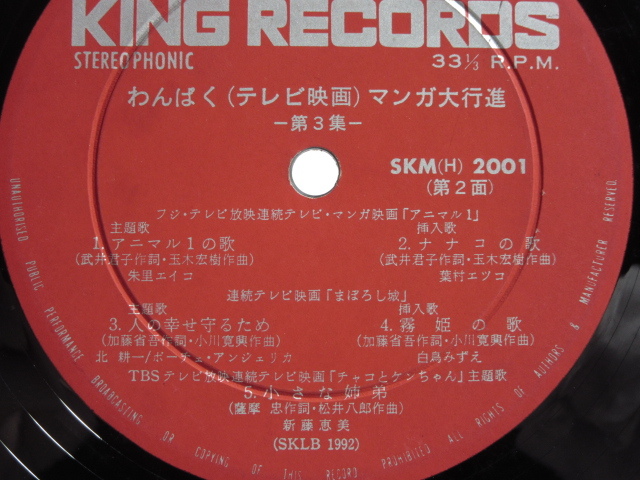 KING RECORDS
STEREOPHONIC 33⅓ R.P.M.
わんぱく(テレビ映画)マンガ大行進
—第3集—
SKM(H) 2001
(第2面)
フジ・テレビ放映連続テレビ・マンガ映画「アニマル1」
主題歌 挿入歌
1. アニマル1の歌 2. ナナコの歌
(武井君子作詞・玉木宏樹作曲) (武井君子作詞・玉木宏樹作曲)
朱里エイコ 葉村エツコ
連続テレビ映画「まぼろし城」
主題歌 挿入歌
3. 人の幸せ守るため 4. 霧姫の歌
(加藤省吾作詞・小川寛興作曲) (加藤省吾作詞・小川寛興作曲)
北 耕一/ボーチェ・アンジェリカ 白鳥みずえ
TBSテレビ放映連続テレビ映画「チャコとケンちゃん」主題歌
5. 小さな姉弟
(薩摩 忠作詞・松井八郎作曲)
新藤恵美
(SKLB 1992)
UNAUTHORISED PUBLIC PERFORMANCE BROADCASTING OR COPYING OF THIS RECORD PROHIBITED ALL RIGHTS OF AUTHORS & MANUFACTURER RESERVED.